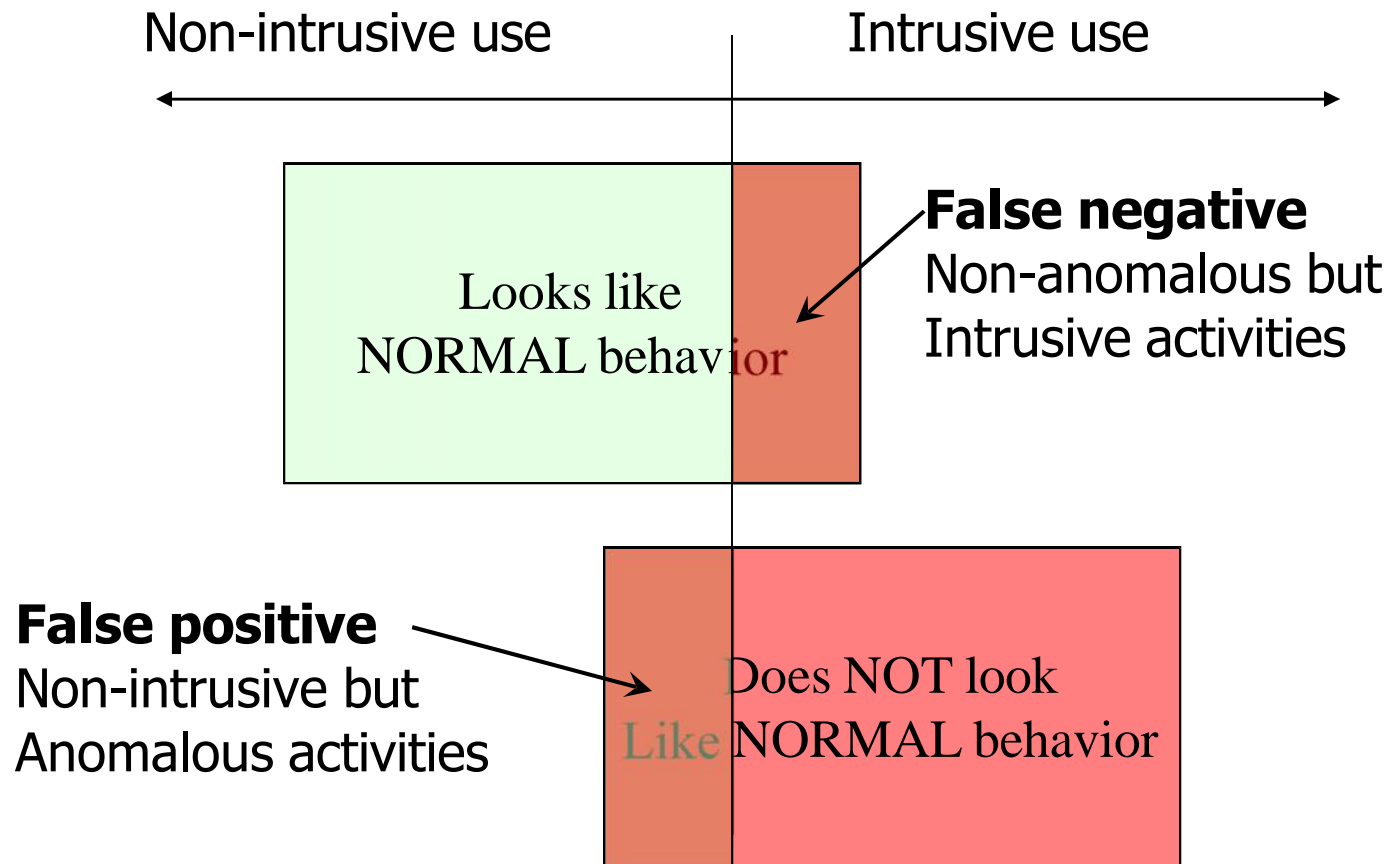 Non-intrusive use
Intrusive use
False negative
Non-anomalous but
Intrusive activities
Looks like
NORMAL behavior
False positive
Non-intrusive but
Anomalous activities
Does NOT look
Like NORMAL behavior